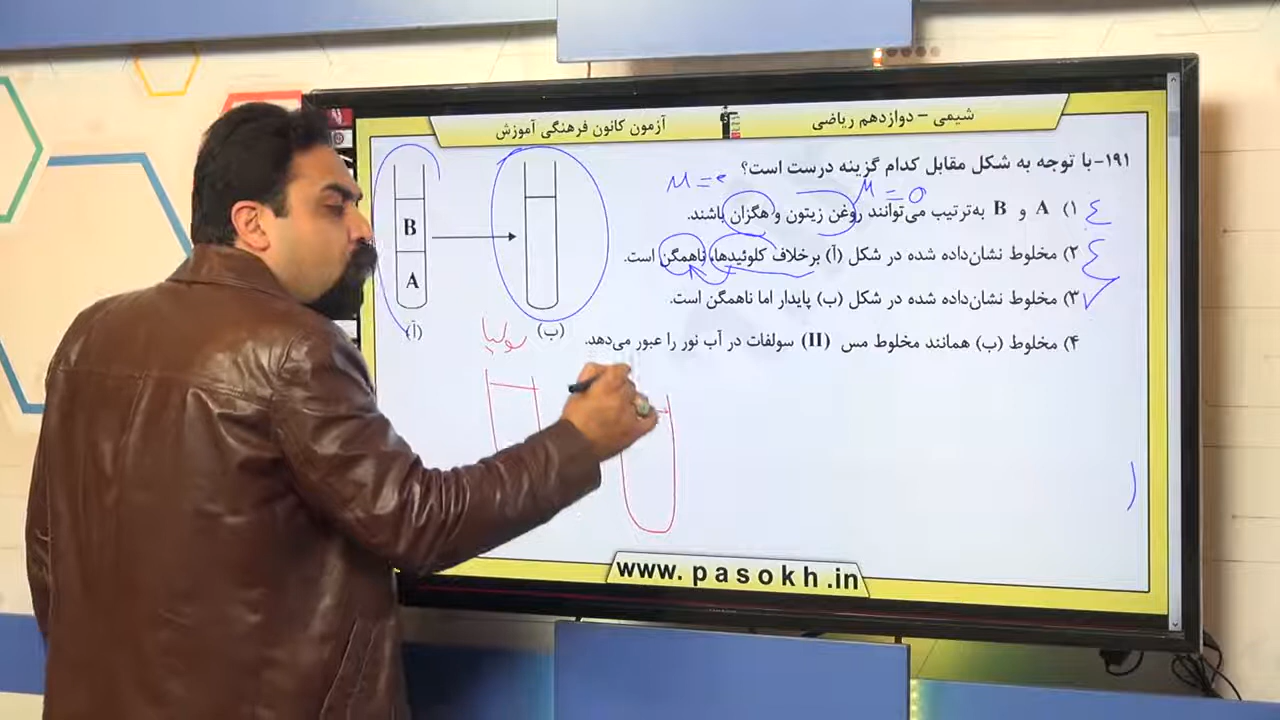 شیمی - دوازدهم ریاضی
آزمون کانون فرهنگی آموزش
۱۹۱- با توجه به شکل مقابل کدام گزینه درست است؟
μ = ۰
μ = ۰
۱) A و B به‌ترتیب می‌توانند روغن زیتون و هگزان باشند.
۲) مخلوط نشان‌داده شده در شکل (آ) برخلاف کلوئیدها، ناهمگن است.
۳) مخلوط نشان‌داده شده در شکل (ب) پایدار اما ناهمگن است.
۴) مخلوط (ب) همانند مخلوط مس (II) سولفات در آب نور را عبور می‌دهد.
B
A
(آ)
(ب)
www. pasokh .in